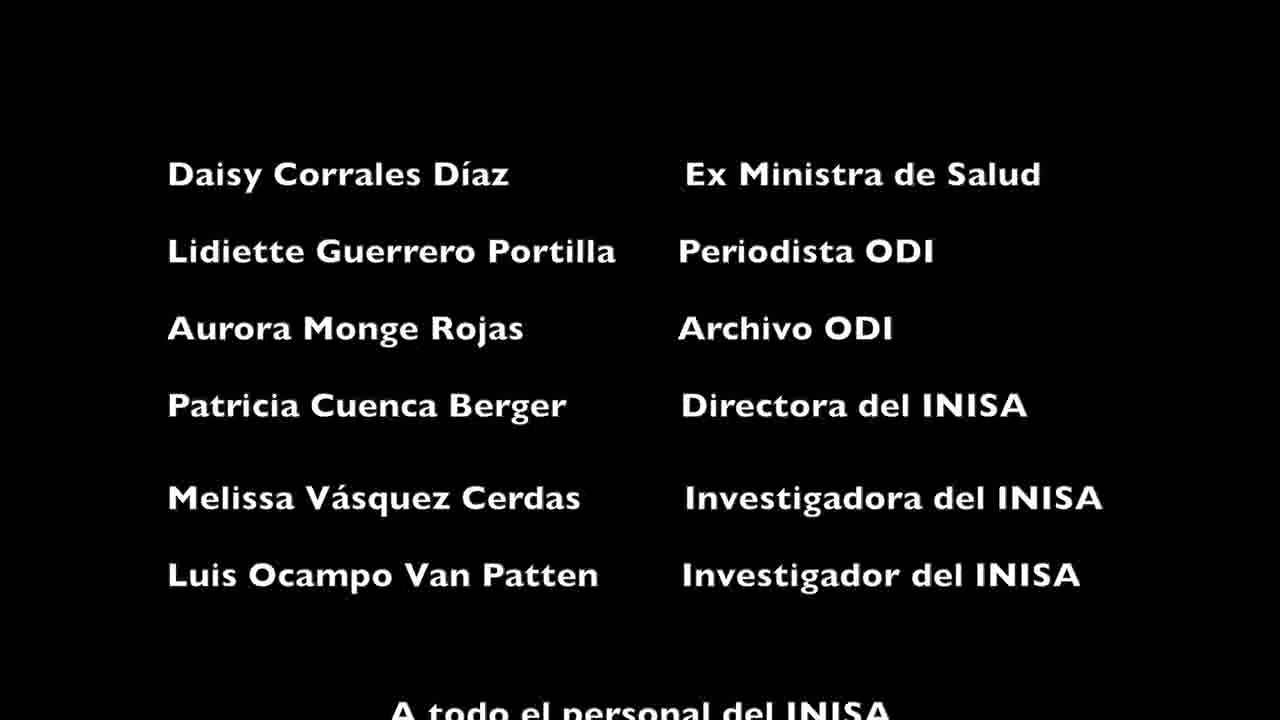 Daisy Corrales Díaz Ex Ministra de Salud
Lidiette Guerrero Portilla Periodista ODI
Aurora Monge Rojas Archivo ODI
Patricia Cuenca Berger Directora del INISA
Melissa Vásquez Cerdas Investigadora del INISA
Luis Ocampo Van Patten Investigador del INISA
A todo el personal del INISA